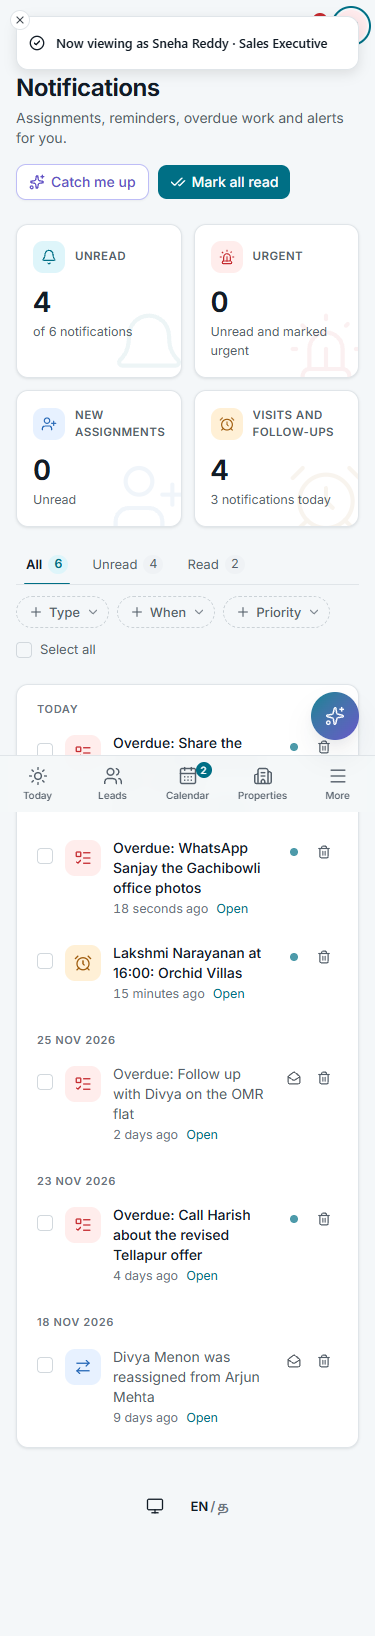 Now viewing as Sneha Reddy · Sales Executive
Notifications
Assignments, reminders, overdue work and alerts
for you.
Catch me up
Mark all read
UNREAD
4
of 6 notifications
URGENT
0
Unread and marked
urgent
NEW
ASSIGNMENTS
0
Unread
VISITS AND
FOLLOW-UPS
4
3 notifications today
All 6
Unread 4
Read 2
Type
When
Priority
Select all
TODAY
Overdue: Share the
Today
Leads
Calendar 2
Properties
More
Overdue: WhatsApp
Sanjay the Gachibowli
office photos
18 seconds ago Open
Lakshmi Narayanan at
16:00: Orchid Villas
15 minutes ago Open
25 NOV 2026
Overdue: Follow up
with Divya on the OMR
flat
2 days ago Open
23 NOV 2026
Overdue: Call Harish
about the revised
Tellapur offer
4 days ago Open
18 NOV 2026
Divya Menon was
reassigned from Arjun
Mehta
9 days ago Open
EN / த